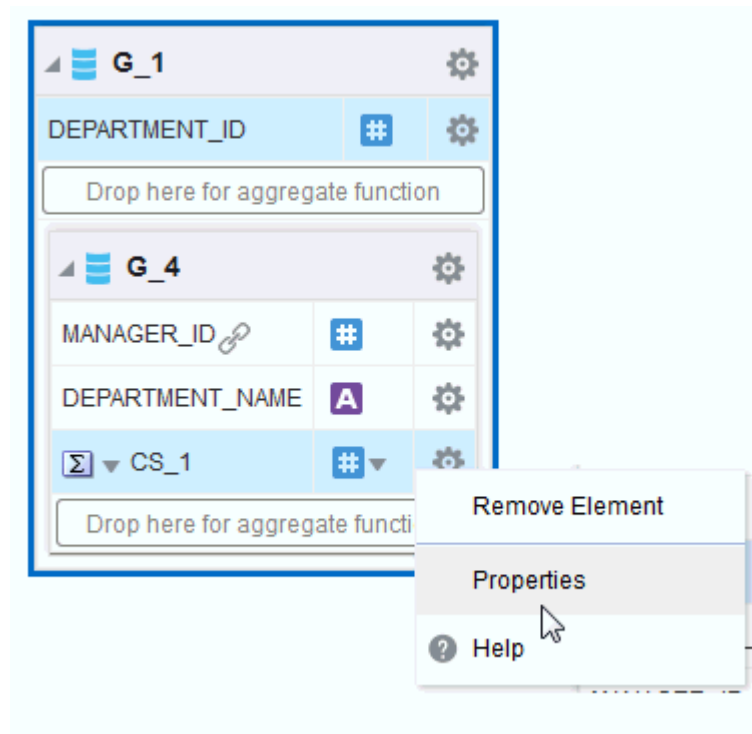 G_1
DEPARTMENT_ID #
Drop here for aggregate function
G_4
MANAGER_ID #
DEPARTMENT_NAME A
Σ CS_1 #
Drop here for aggregate functi
Remove Element
Properties
? Help